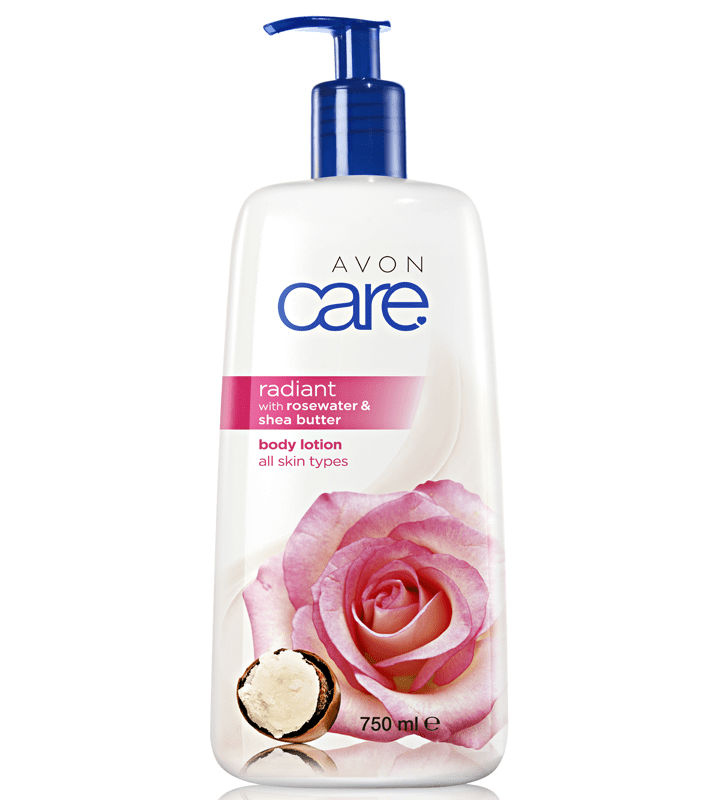 AVON
care
radiant
with rosewater &
shea butter
body lotion
all skin types
750 ml ℮